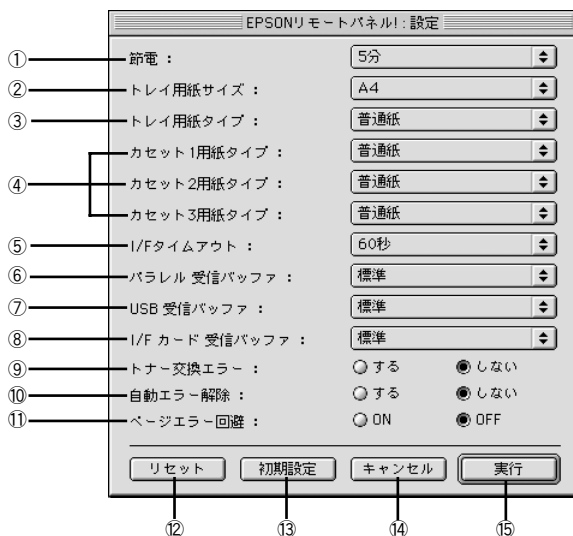 EPSONリモートパネル!:設定
① 節電: 5分
② トレイ用紙サイズ: A4
③ トレイ用紙タイプ: 普通紙
カセット1用紙タイプ: 普通紙
④ カセット2用紙タイプ: 普通紙
カセット3用紙タイプ: 普通紙
⑤ I/Fタイムアウト: 60秒
⑥ パラレル 受信バッファ: 標準
⑦ USB 受信バッファ: 標準
⑧ I/F カード 受信バッファ: 標準
⑨ トナー交換エラー: する しない
⑩ 自動エラー解除: する しない
⑪ ページエラー回避: ON OFF
リセット 初期設定 キャンセル 実行
⑫ ⑬ ⑭ ⑮